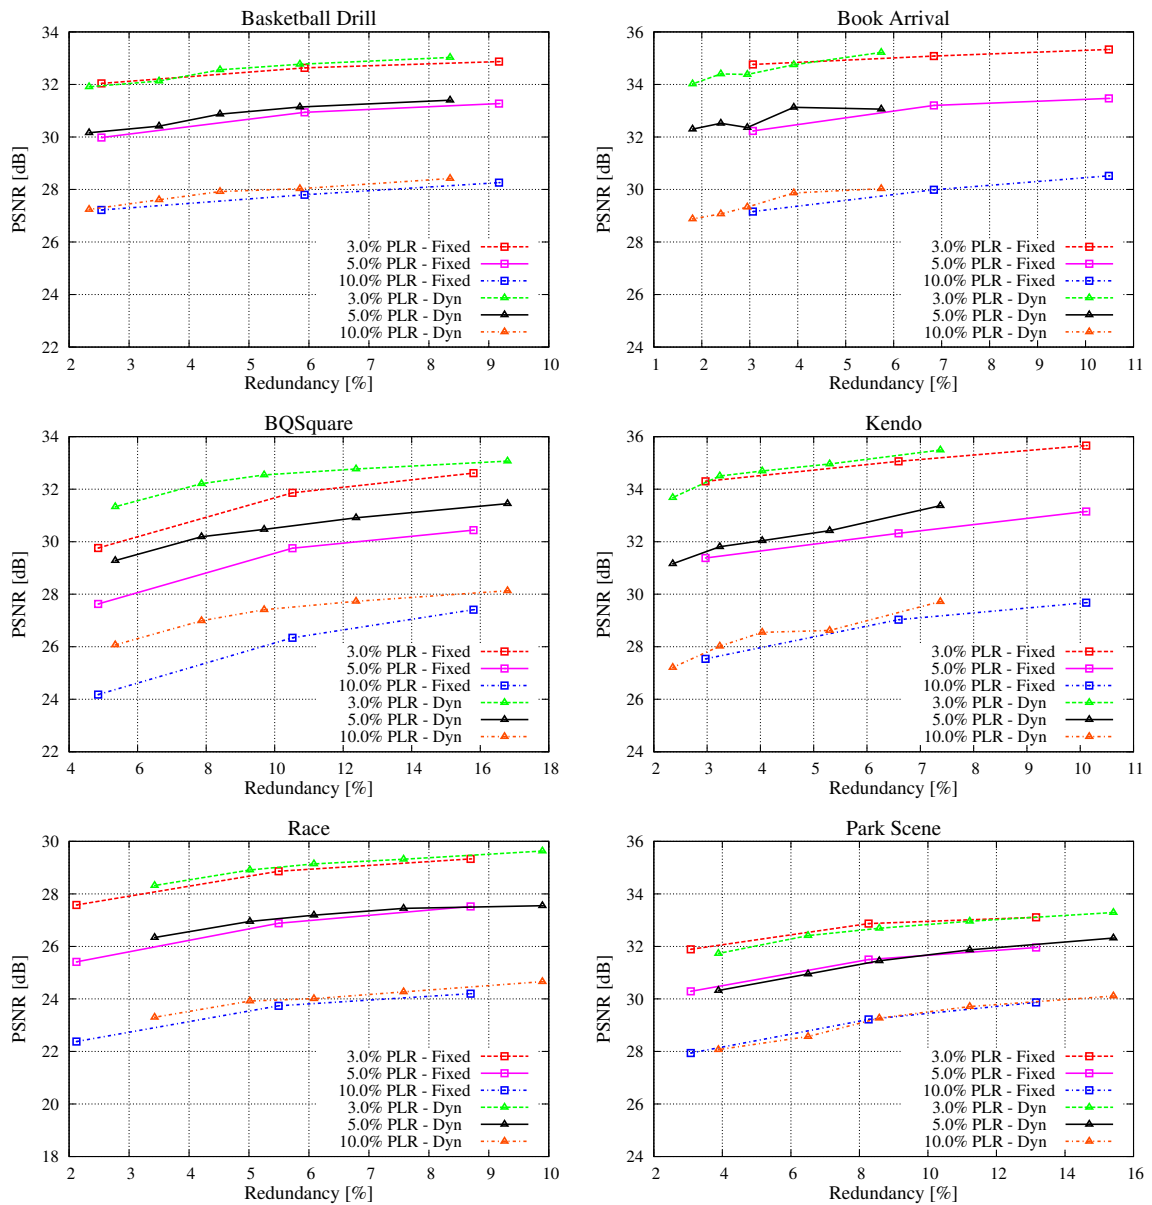 Basketball Drill
34
32
30
28
26
24
22
2 3 4 5 6 7 8 9 10
PSNR [dB]
Redundancy [%]
3.0% PLR - Fixed
5.0% PLR - Fixed
10.0% PLR - Fixed
3.0% PLR - Dyn
5.0% PLR - Dyn
10.0% PLR - Dyn
Book Arrival
36
34
32
30
28
26
24
1 2 3 4 5 6 7 8 9 10 11
PSNR [dB]
Redundancy [%]
3.0% PLR - Fixed
5.0% PLR - Fixed
10.0% PLR - Fixed
3.0% PLR - Dyn
5.0% PLR - Dyn
10.0% PLR - Dyn
BQSquare
34
32
30
28
26
24
22
4 6 8 10 12 14 16 18
PSNR [dB]
Redundancy [%]
3.0% PLR - Fixed
5.0% PLR - Fixed
10.0% PLR - Fixed
3.0% PLR - Dyn
5.0% PLR - Dyn
10.0% PLR - Dyn
Kendo
36
34
32
30
28
26
24
2 3 4 5 6 7 8 9 10 11
PSNR [dB]
Redundancy [%]
3.0% PLR - Fixed
5.0% PLR - Fixed
10.0% PLR - Fixed
3.0% PLR - Dyn
5.0% PLR - Dyn
10.0% PLR - Dyn
Race
30
28
26
24
22
20
18
2 3 4 5 6 7 8 9 10
PSNR [dB]
Redundancy [%]
3.0% PLR - Fixed
5.0% PLR - Fixed
10.0% PLR - Fixed
3.0% PLR - Dyn
5.0% PLR - Dyn
10.0% PLR - Dyn
Park Scene
36
34
32
30
28
26
24
2 4 6 8 10 12 14 16
PSNR [dB]
Redundancy [%]
3.0% PLR - Fixed
5.0% PLR - Fixed
10.0% PLR - Fixed
3.0% PLR - Dyn
5.0% PLR - Dyn
10.0% PLR - Dyn